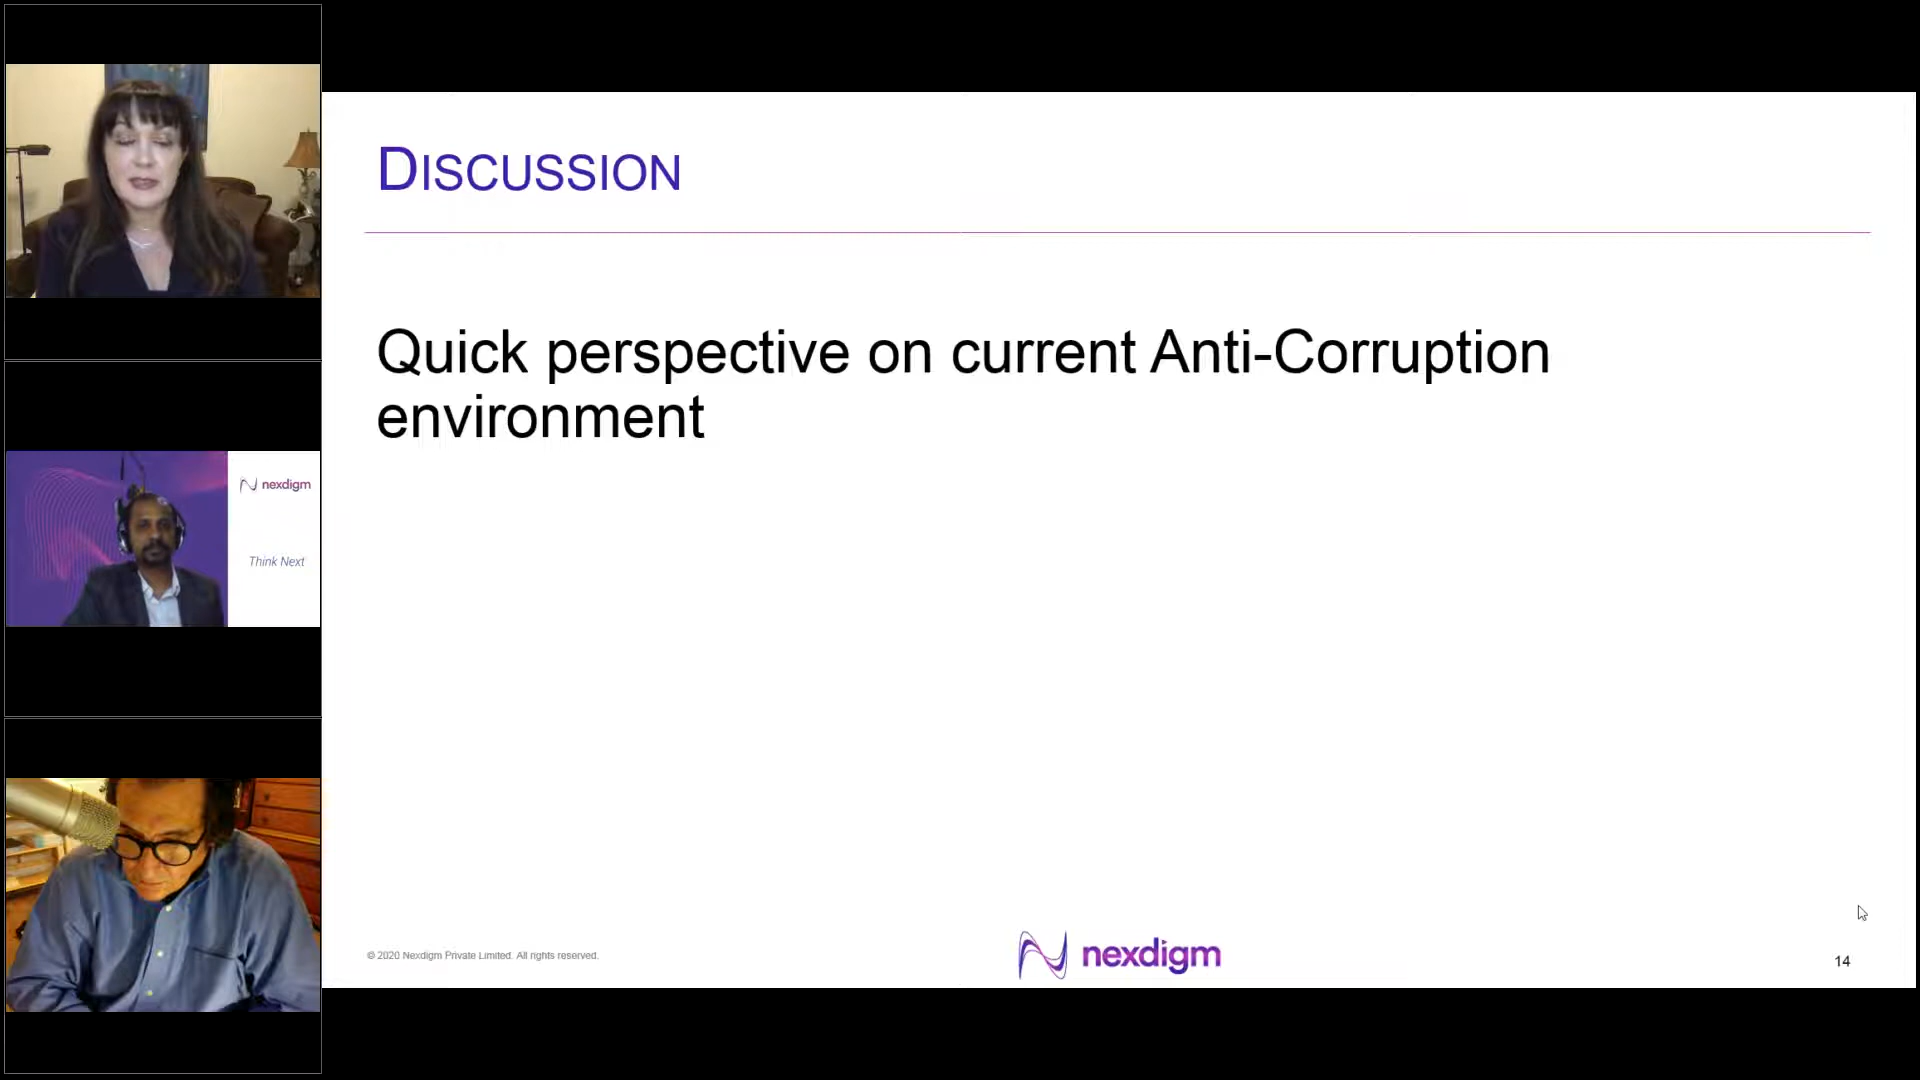 DISCUSSION
Quick perspective on current Anti-Corruption
environment
nexdigm
Think Next
© 2020 Nexdigm Private Limited. All rights reserved.
nexdigm
14